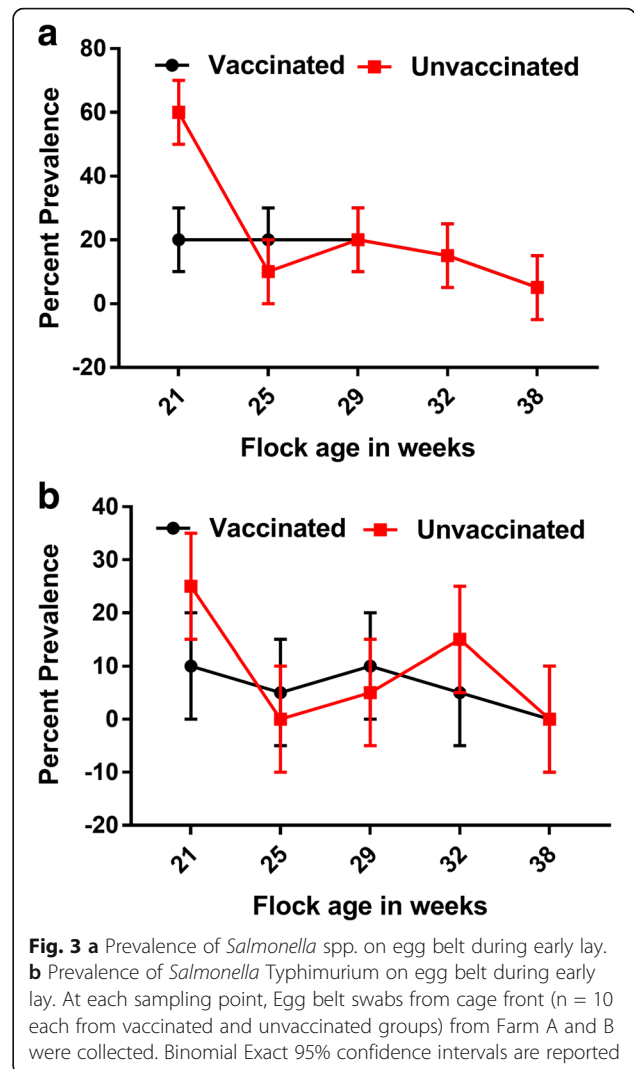 a
Vaccinated Unvaccinated
80
60
40
20
0
-20
Percent Prevalence
21 25 29 32 38
Flock age in weeks
b
Vaccinated Unvaccinated
40
30
20
10
0
-10
-20
Percent Prevalence
21 25 29 32 38
Flock age in weeks
Fig. 3 a Prevalence of Salmonella spp. on egg belt during early lay.
b Prevalence of Salmonella Typhimurium on egg belt during early
lay. At each sampling point, Egg belt swabs from cage front (n = 10
each from vaccinated and unvaccinated groups) from Farm A and B
were collected. Binomial Exact 95% confidence intervals are reported